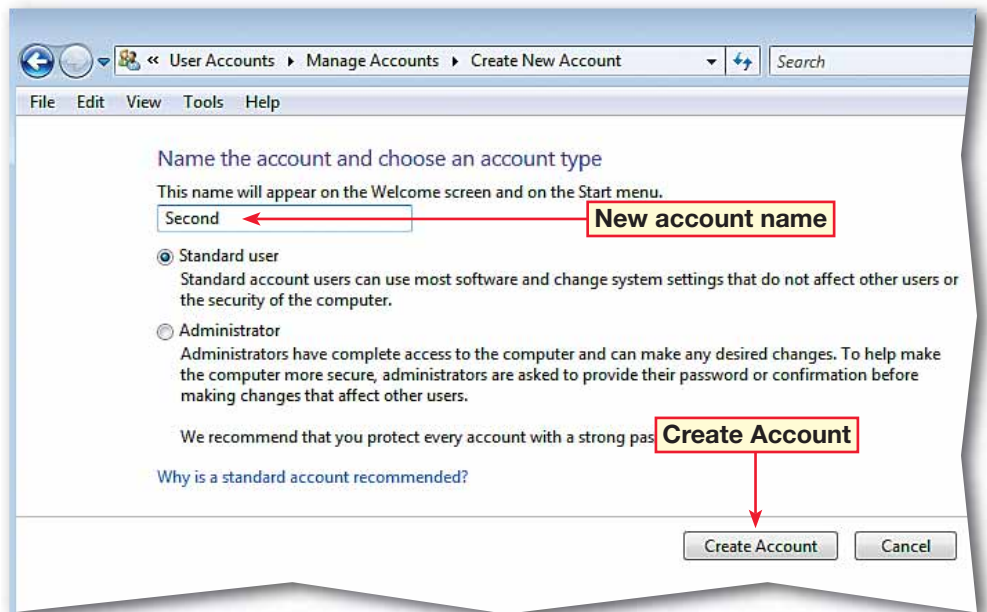 « User Accounts ▸ Manage Accounts ▸ Create New Account
Search
File Edit View Tools Help
Name the account and choose an account type
This name will appear on the Welcome screen and on the Start menu.
Second
New account name
Standard user
Standard account users can use most software and change system settings that do not affect other users or
the security of the computer.
Administrator
Administrators have complete access to the computer and can make any desired changes. To help make
the computer more secure, administrators are asked to provide their password or confirmation before
making changes that affect other users.
We recommend that you protect every account with a strong
Create Account
Why is a standard account recommended?
Create Account
Cancel